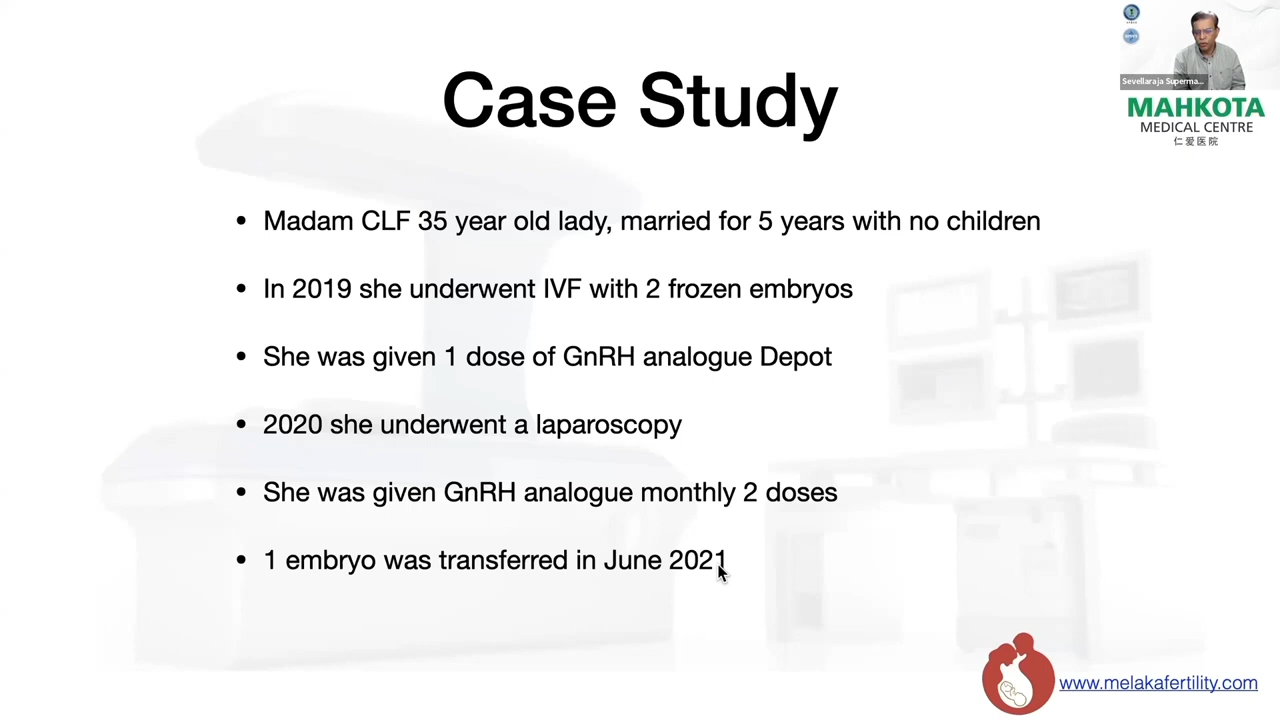 Case Study
Sevellaraja Superma...
MAHKOTA
MEDICAL CENTRE
仁爱医院
• Madam CLF 35 year old lady, married for 5 years with no children
• In 2019 she underwent IVF with 2 frozen embryos
• She was given 1 dose of GnRH analogue Depot
• 2020 she underwent a laparoscopy
• She was given GnRH analogue monthly 2 doses
• 1 embryo was transferred in June 2021
www.melakafertility.com